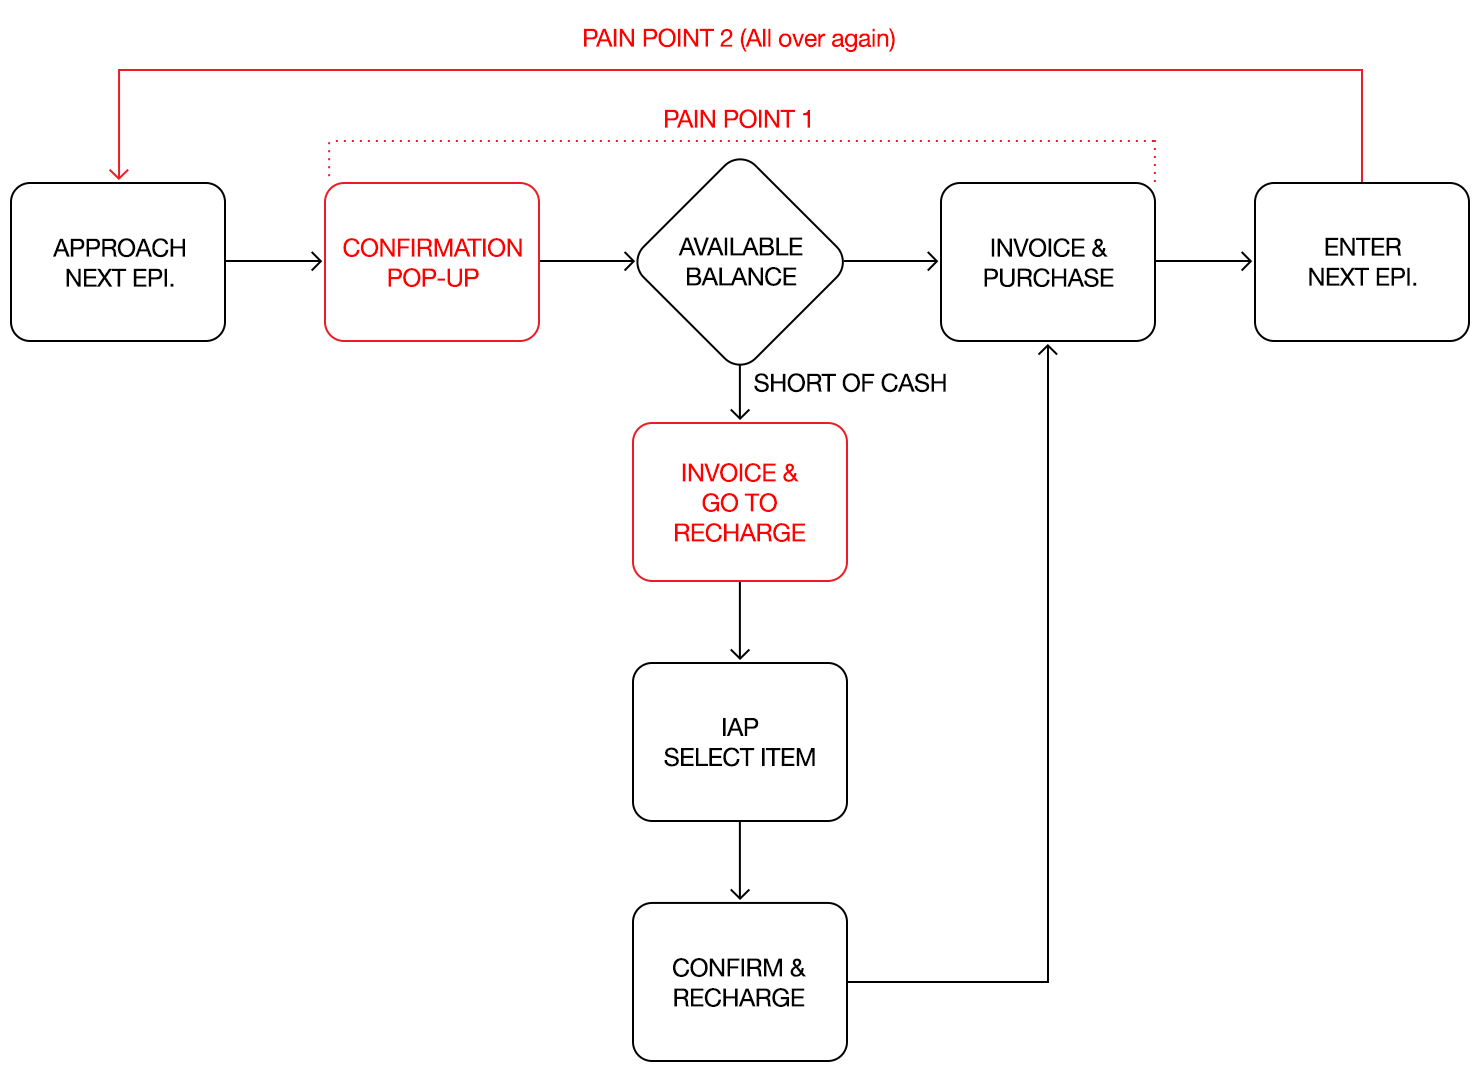 PAIN POINT 2 (All over again)
PAIN POINT 1
APPROACH
NEXT EPI.
CONFIRMATION
POP-UP
AVAILABLE
BALANCE
INVOICE &
PURCHASE
ENTER
NEXT EPI.
SHORT OF CASH
INVOICE &
GO TO
RECHARGE
IAP
SELECT ITEM
CONFIRM &
RECHARGE